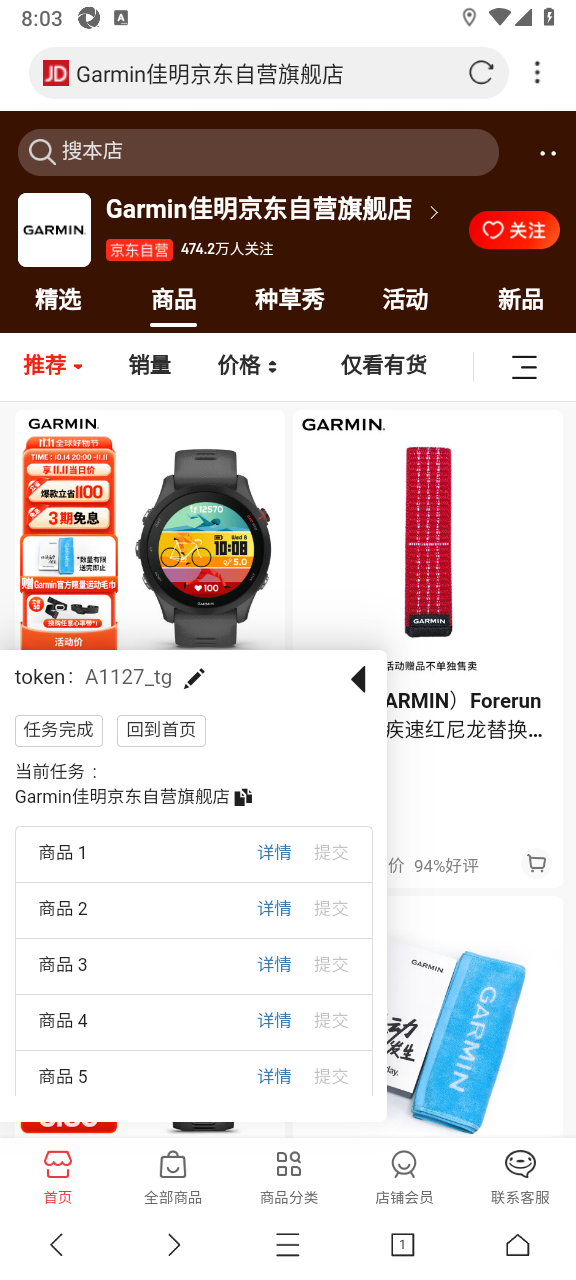 8:03
A
Garmin佳明京东自营旗舰店
搜本店
GARMIN.
Garmin佳明京东自营旗舰店
京东自营 474.2万人关注
关注
精选 商品 种草秀 活动 新品
推荐 销量 价格 仅看有货
GARMIN.
11.11全球好物节
TIME:10.14 20:00 -11.11
享11.11当日价
爆款立省1100
3期免息
*数量有限
送完即止
赠Garmin官方限量运动毛巾
活动价
12570
Wed 8
10:08
5.0
100
GARMIN
GARMIN.
GARMIN
活动赠品不单独售卖
ARMIN）Forerun
疾速红尼龙替换...
价 94%好评
token: A1127_tg
任务完成 回到首页
当前任务：
Garmin佳明京东自营旗舰店
商品 1 详情 提交
商品 2 详情 提交
商品 3 详情 提交
商品 4 详情 提交
商品 5 详情 提交
GARMIN
GARMIN
首页 全部商品 商品分类 店铺会员 联系客服
1